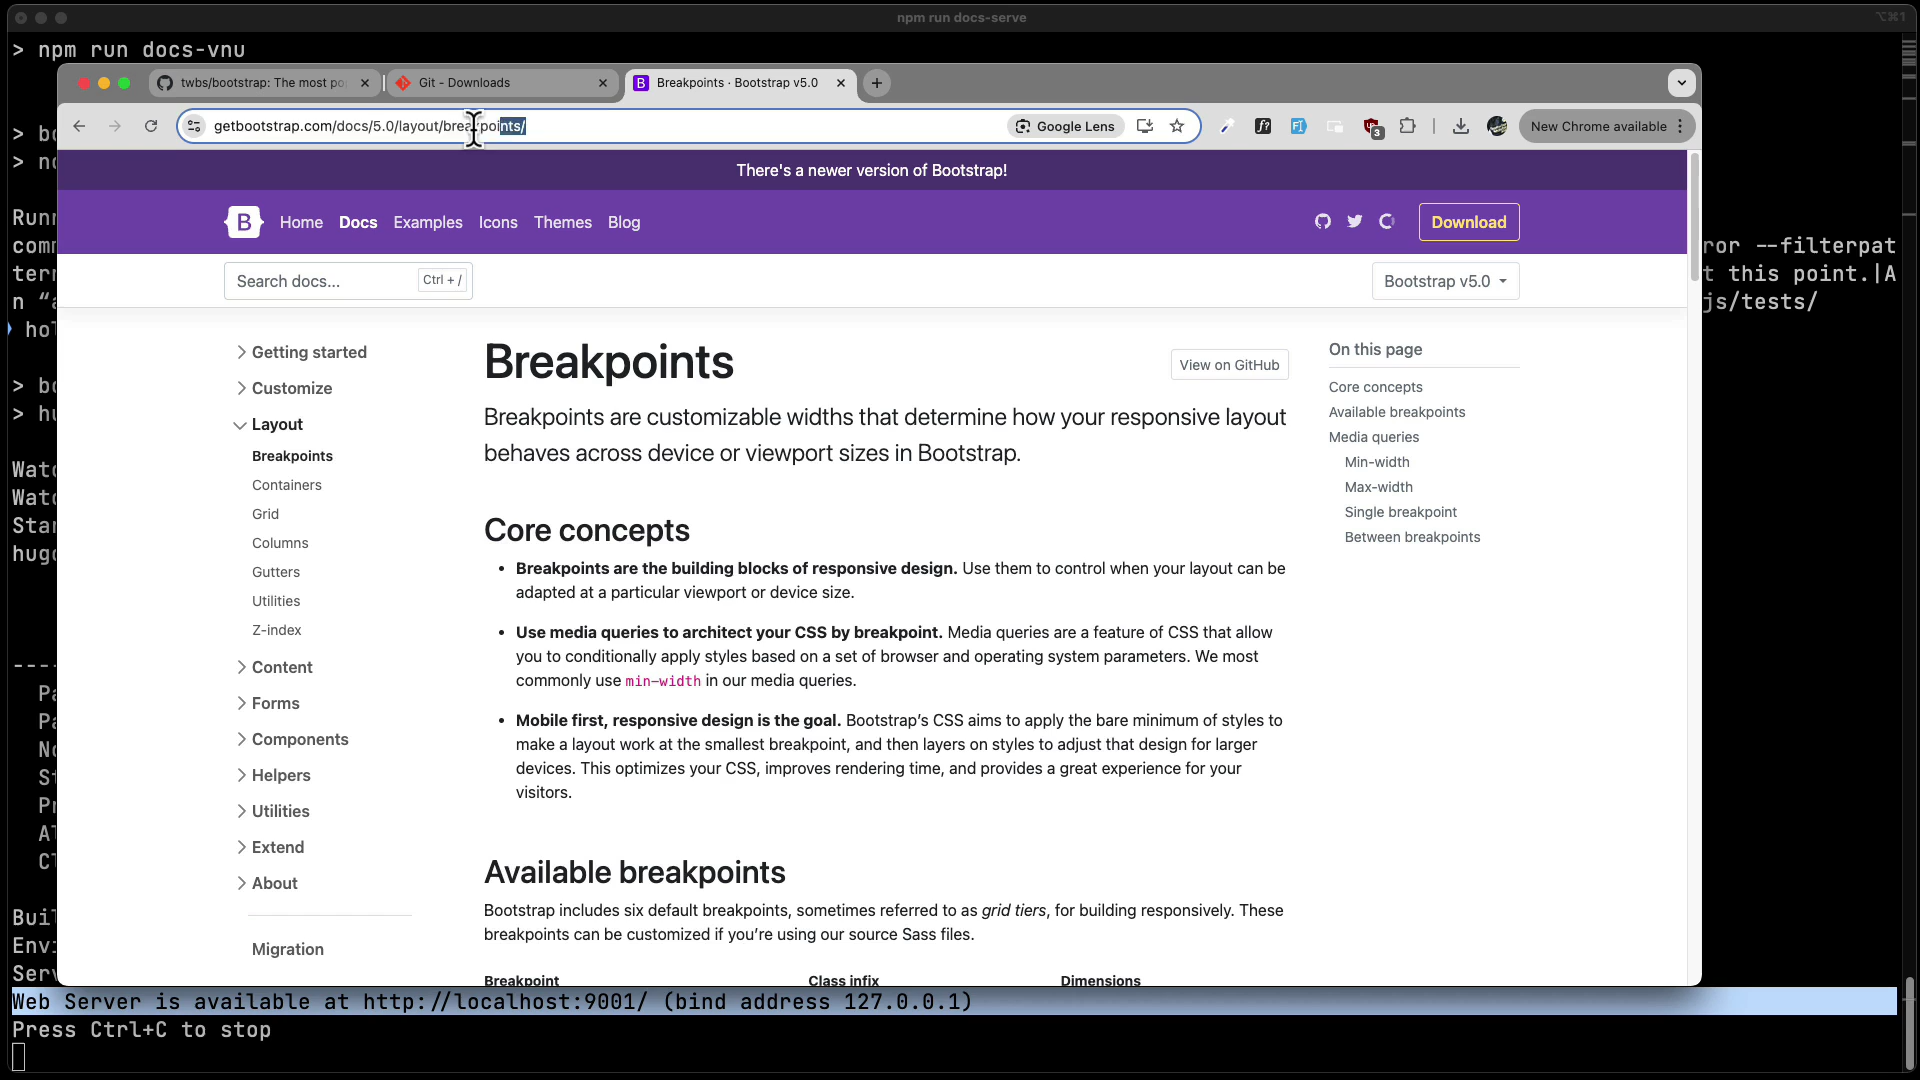 npm run docs-serve
⌥⌘1
> npm run docs-vnu
twbs/bootstrap: The most po
Git - Downloads
Breakpoints · Bootstrap v5.0
getbootstrap.com/docs/5.0/layout/breakpoints/
Google Lens
3
New Chrome available
There's a newer version of Bootstrap!
B
Home
Docs
Examples
Icons
Themes
Blog
Download
Search docs...
Ctrl + /
Bootstrap v5.0
Getting started
Customize
Layout
Breakpoints
Containers
Grid
Columns
Gutters
Utilities
Z-index
Content
Forms
Components
Helpers
Utilities
Extend
About
Migration
Breakpoints
View on GitHub
Breakpoints are customizable widths that determine how your responsive layout
behaves across device or viewport sizes in Bootstrap.
Core concepts
• Breakpoints are the building blocks of responsive design. Use them to control when your layout can be
adapted at a particular viewport or device size.
• Use media queries to architect your CSS by breakpoint. Media queries are a feature of CSS that allow
you to conditionally apply styles based on a set of browser and operating system parameters. We most
commonly use min-width in our media queries.
• Mobile first, responsive design is the goal. Bootstrap’s CSS aims to apply the bare minimum of styles to
make a layout work at the smallest breakpoint, and then layers on styles to adjust that design for larger
devices. This optimizes your CSS, improves rendering time, and provides a great experience for your
visitors.
Available breakpoints
Bootstrap includes six default breakpoints, sometimes referred to as grid tiers, for building responsively. These
breakpoints can be customized if you’re using our source Sass files.
Breakpoint
Class infix
Dimensions
On this page
Core concepts
Available breakpoints
Media queries
Min-width
Max-width
Single breakpoint
Between breakpoints
ror --filterpat
t this point.|A
js/tests/
Web Server is available at http://localhost:9001/ (bind address 127.0.0.1)
Press Ctrl+C to stop